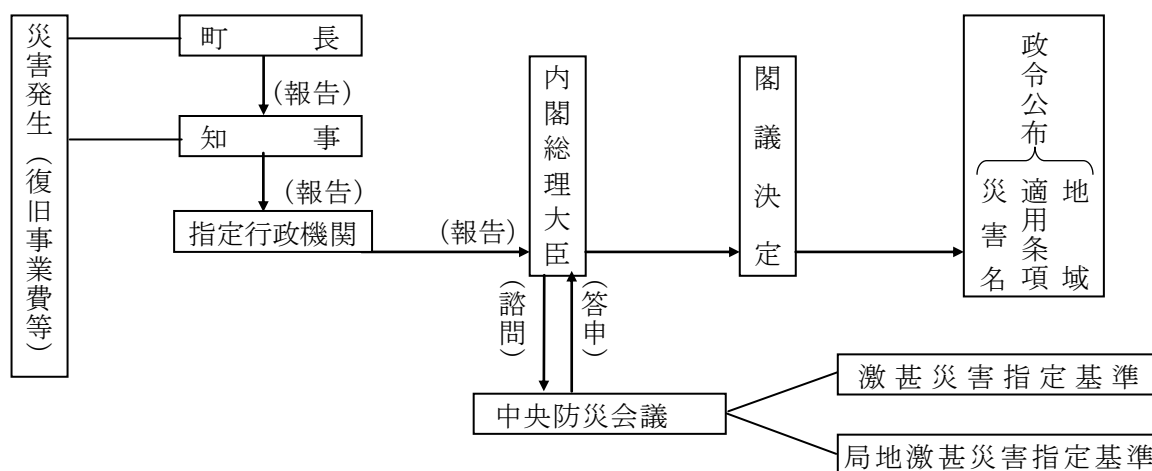 災害発生（復旧事業費等）
町長
（報告）
知事
（報告）
指定行政機関
（報告）
内閣総理大臣
（諮問）
（答申）
中央防災会議
激甚災害指定基準
局地激甚災害指定基準
閣議決定
政令公布
災害名
適用条項
地域